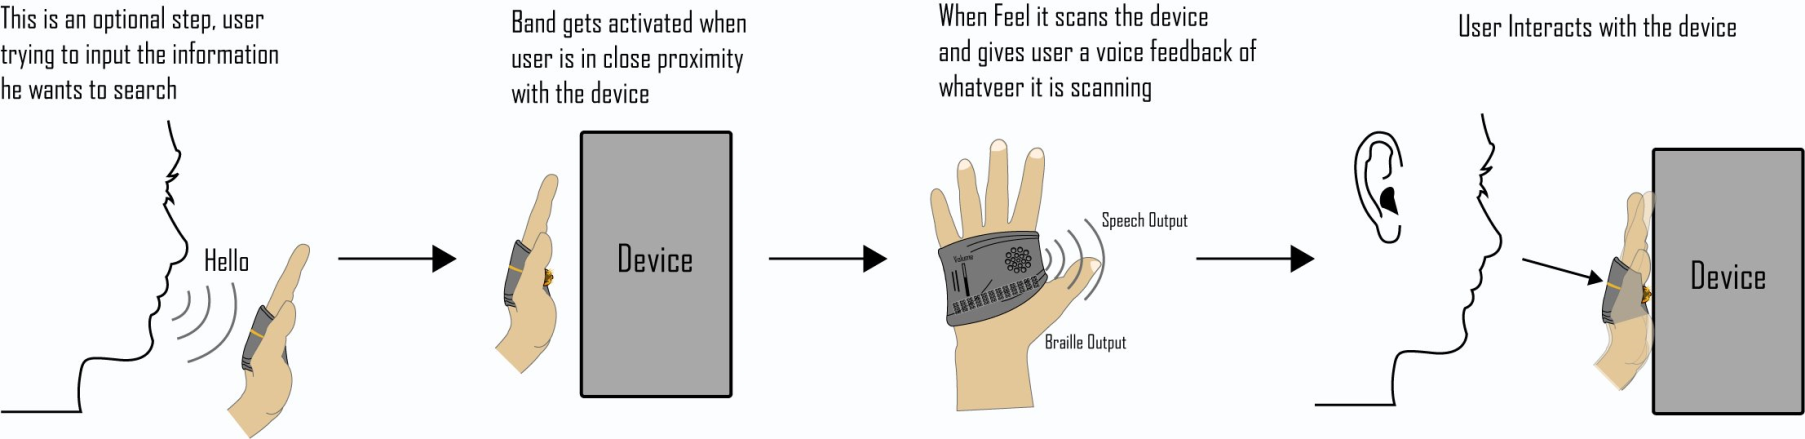 This is an optional step, user
trying to input the information
he wants to search
Hello
Band gets activated when
user is in close proximity
with the device
Device
When Feel it scans the device
and gives user a voice feedback of
whatveer it is scanning
Volume
Speech Output
Braille Output
User Interacts with the device
Device